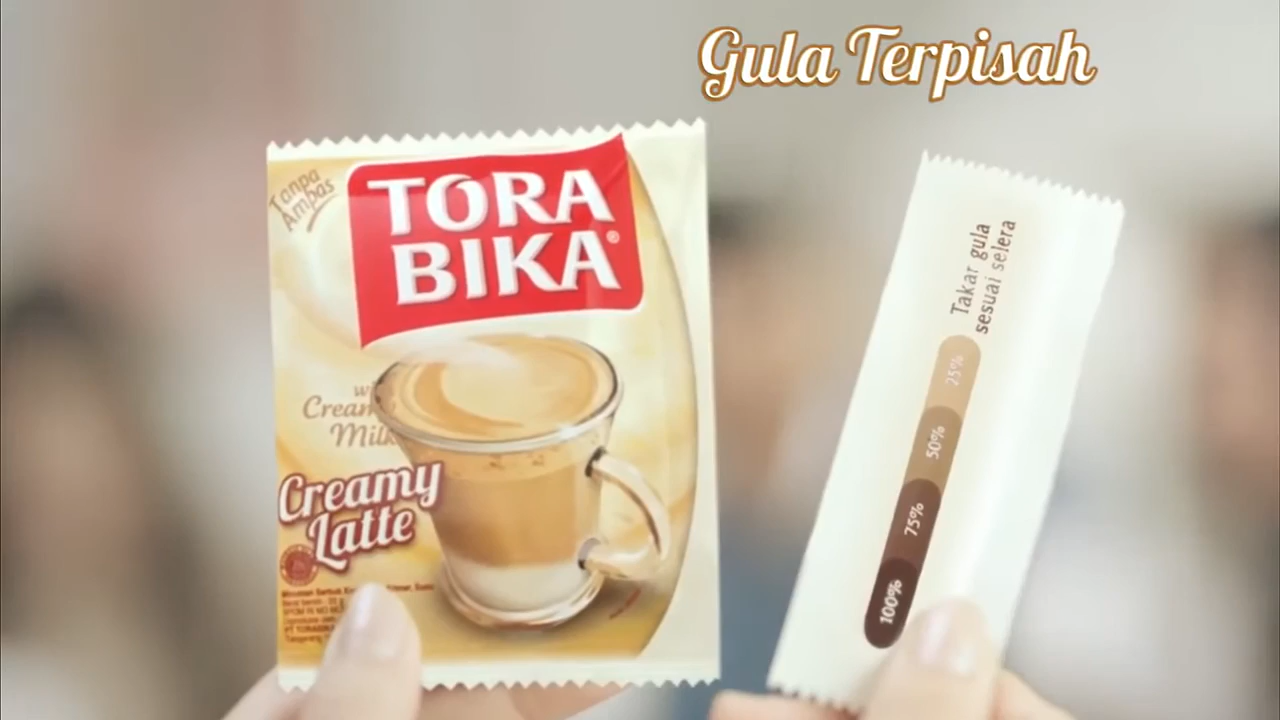 Gula Terpisah
Tanpa
Ampas
TORA
BIKA®
Creamy
Latte
Takar gula
sesuai selera
25%
50%
75%
100%